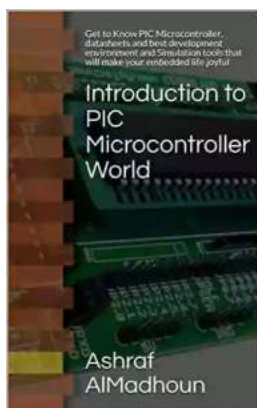 Get to Know PIC Microcontroller,
datasheets and best development
environment and Simulation tools that
will make your embedded life joyful
Introduction to
PIC
Microcontroller
World
Ashraf
AlMadhoun